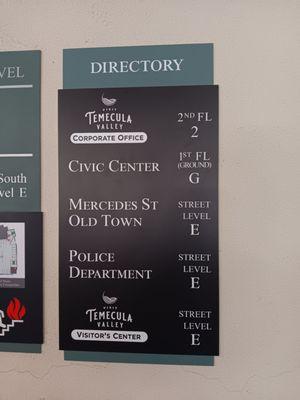 VEL
South
vel E
DIRECTORY
VISIT
TEMECULA
VALLEY
CORPORATE OFFICE
2ND FL
2
CIVIC CENTER
1ST FL
(GROUND)
G
MERCEDES ST
OLD TOWN
STREET
LEVEL
E
POLICE
DEPARTMENT
STREET
LEVEL
E
VISIT
TEMECULA
VALLEY
VISITOR'S CENTER
STREET
LEVEL
E